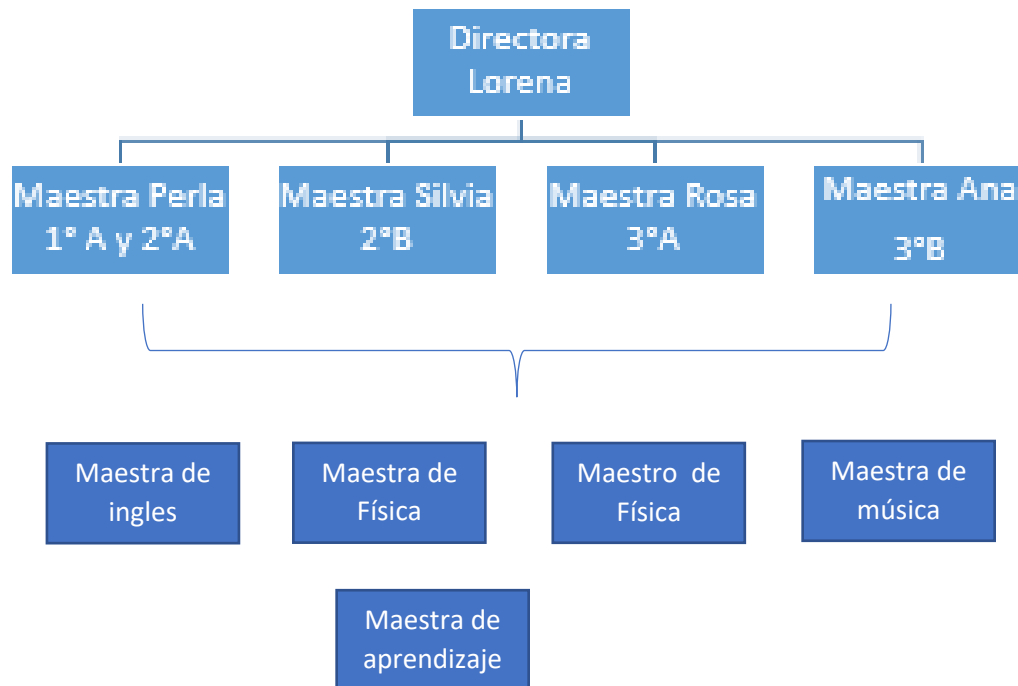 Directora
Lorena
Maestra Perla
1° A y 2°A
Maestra Silvia
2°B
Maestra Rosa
3°A
Maestra Ana
3°B
Maestra de
ingles
Maestra de
Física
Maestro de
Física
Maestra de
música
Maestra de
aprendizaje